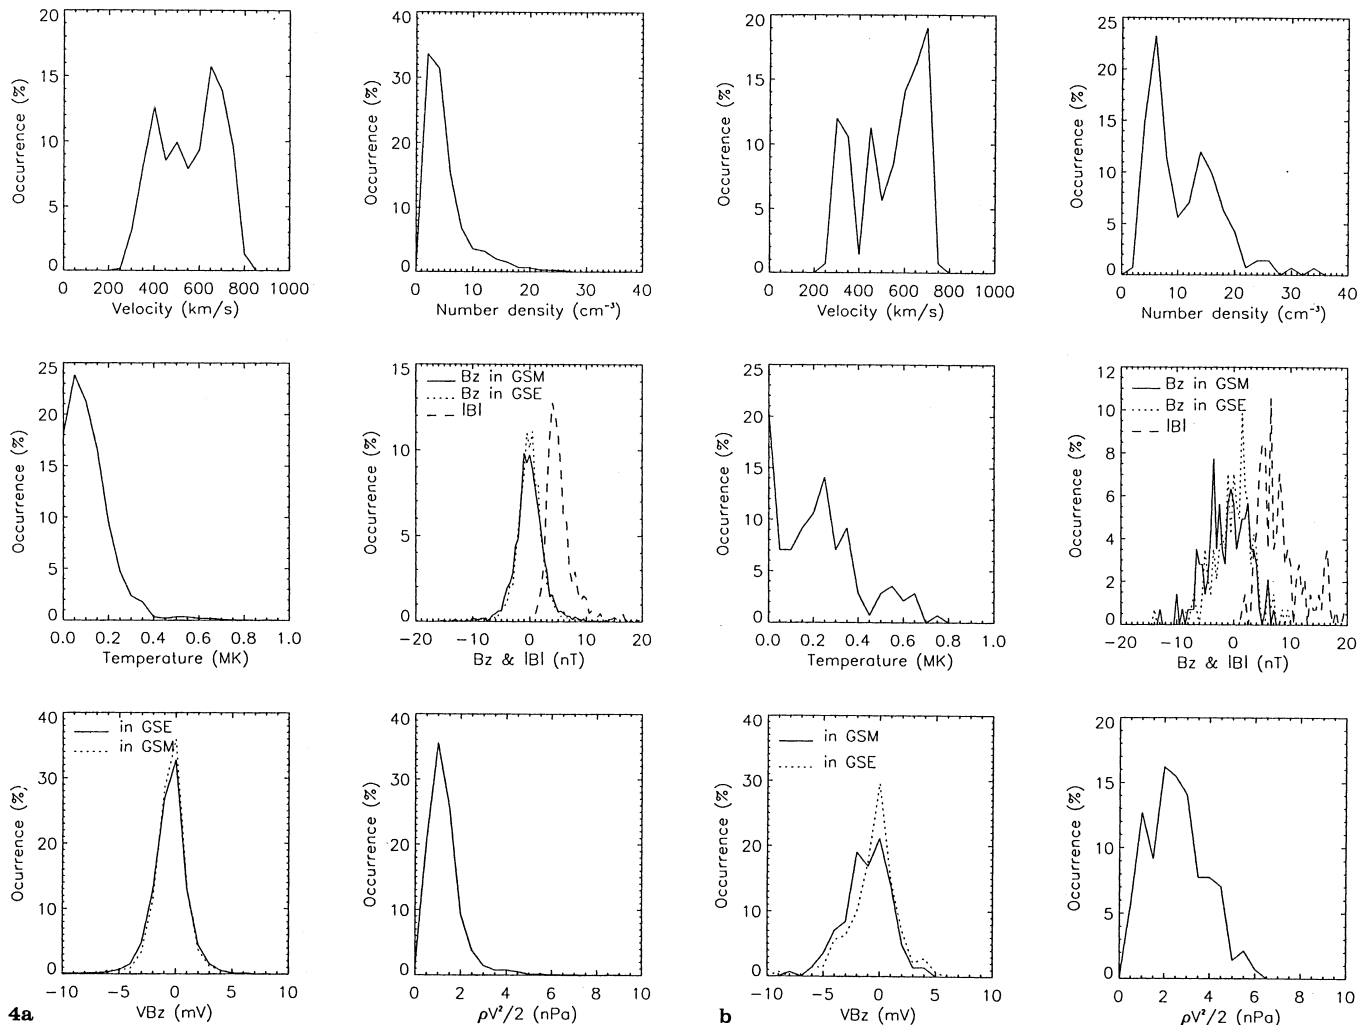 20
15
10
5
0
Occurrence (%)
0 200 400 600 800 1000
Velocity (km/s)
40
30
20
10
0
Occurrence (%)
0 10 20 30 40
Number density (cm⁻³)
20
15
10
5
0
Occurrence (%)
0 200 400 600 800 1000
Velocity (km/s)
25
20
15
10
5
0
Occurrence (%)
0 10 20 30 40
Number density (cm⁻³)
25
20
15
10
5
0
Occurrence (%)
0.0 0.2 0.4 0.6 0.8 1.0
Temperature (MK)
15
10
5
0
Occurrence (%)
Bz in GSM
Bz in GSE
|B|
−20 −10 0 10 20
Bz & |B| (nT)
25
20
15
10
5
0
Occurrence (%)
0.0 0.2 0.4 0.6 0.8 1.0
Temperature (MK)
12
10
8
6
4
2
0
Occurrence (%)
Bz in GSM
Bz in GSE
|B|
−20 −10 0 10 20
Bz & |B| (nT)
40
30
20
10
0
Ocurrence (%)
in GSE
in GSM
−10 −5 0 5 10
VBz (mV)
40
30
20
10
0
Occurrence (%)
0 2 4 6 8 10
ρV²/2 (nPa)
40
30
20
10
0
Ocurrence (%)
in GSM
in GSE
−10 −5 0 5 10
VBz (mV)
20
15
10
5
0
Occurrence (%)
0 2 4 6 8 10
ρV²/2 (nPa)
4a
b